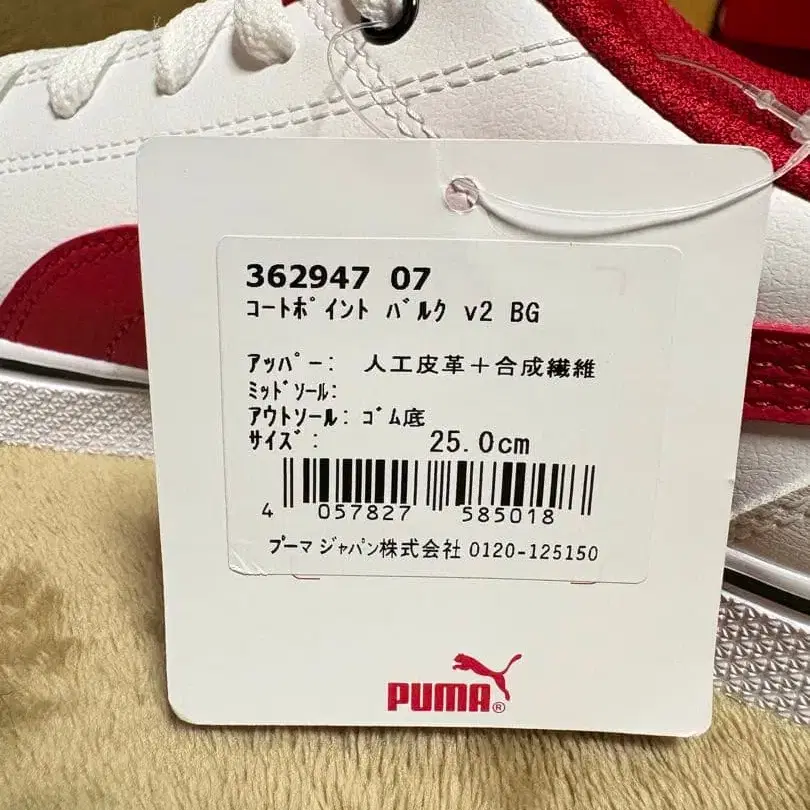 362947 07
コートポイント バルク v2 BG
アッパー: 人工皮革＋合成繊維
ミッドソール:
アウトソール: ゴム底
サイズ: 25.0cm
4 057827 585018
プーマ ジャパン株式会社 0120-125150
PUMA®